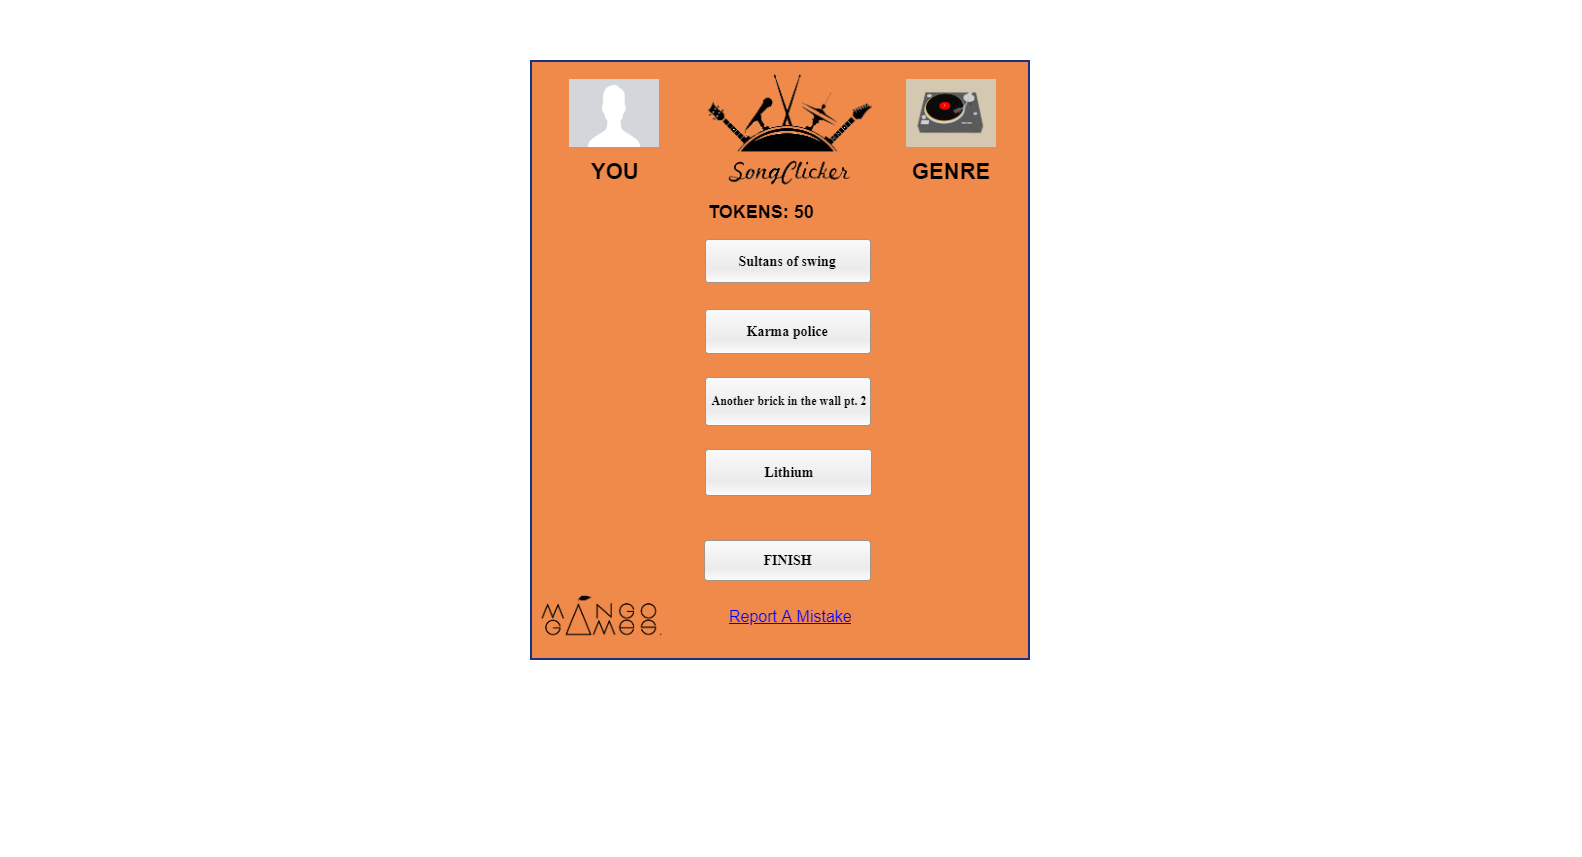 YOU
SongClicker
GENRE
TOKENS: 50
Sultans of swing
Karma police
Another brick in the wall pt. 2
Lithium
FINISH
MANGO
GAMES.
Report A Mistake